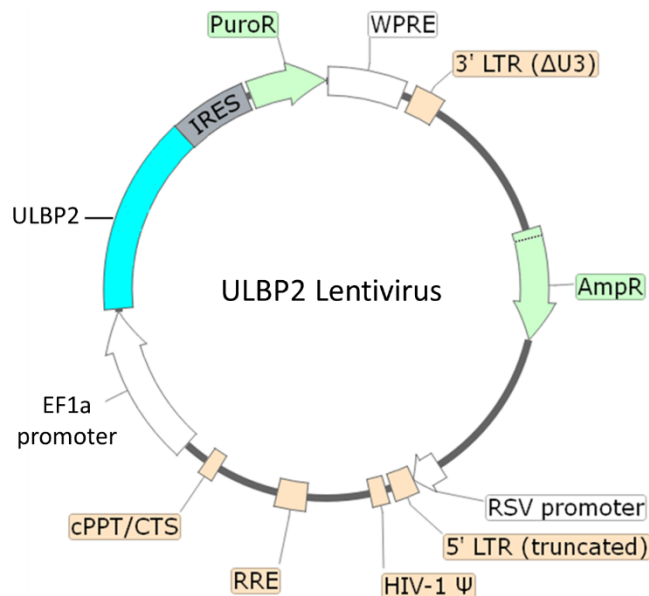 PuroR
WPRE
3' LTR (ΔU3)
IRES
ULBP2
ULBP2 Lentivirus
AmpR
EF1a
promoter
RSV promoter
cPPT/CTS
5' LTR (truncated)
RRE
HIV-1 Ψ